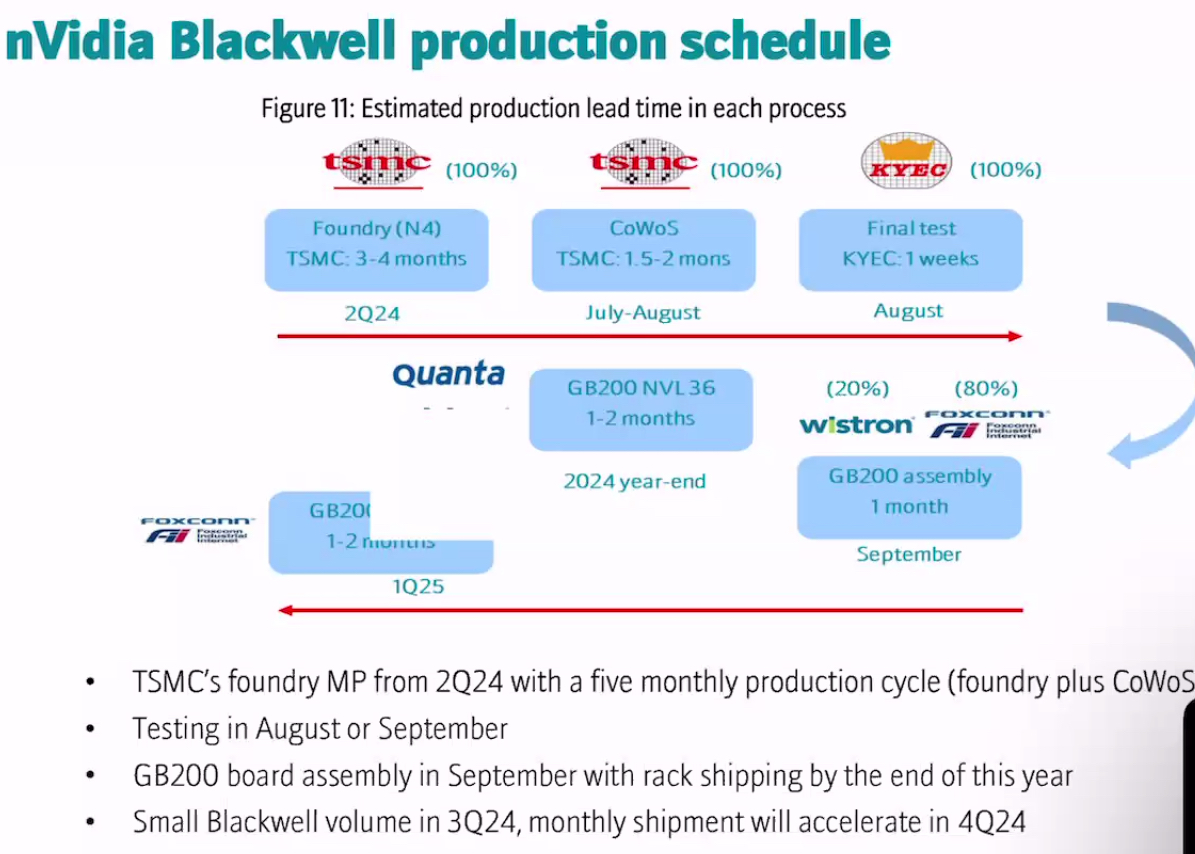 nVidia Blackwell production schedule
Figure 11: Estimated production lead time in each process
tsmc (100%)
tsmc (100%)
KYEC (100%)
Foundry (N4)
TSMC: 3-4 months
CoWoS
TSMC: 1.5-2 mons
Final test
KYEC: 1 weeks
2Q24
July-August
August
Quanta
GB200 NVL 36
1-2 months
2024 year-end
(20%) (80%)
wistron
FOXCONN
Fii Foxconn
Industrial
Internet
GB200 assembly
1 month
September
FOXCONN
Fii Foxconn
Industrial
Internet
GB200
1-2 months
1Q25
• TSMC's foundry MP from 2Q24 with a five monthly production cycle (foundry plus CoWoS
• Testing in August or September
• GB200 board assembly in September with rack shipping by the end of this year
• Small Blackwell volume in 3Q24, monthly shipment will accelerate in 4Q24